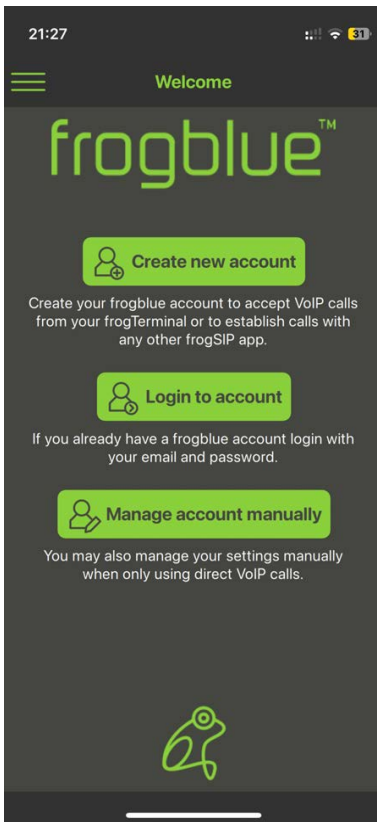 21:27
31
Welcome
frogblue™
Create new account
Create your frogblue account to accept VoIP calls
from your frogTerminal or to establish calls with
any other frogSIP app.
Login to account
If you already have a frogblue account login with
your email and password.
Manage account manually
You may also manage your settings manually
when only using direct VoIP calls.